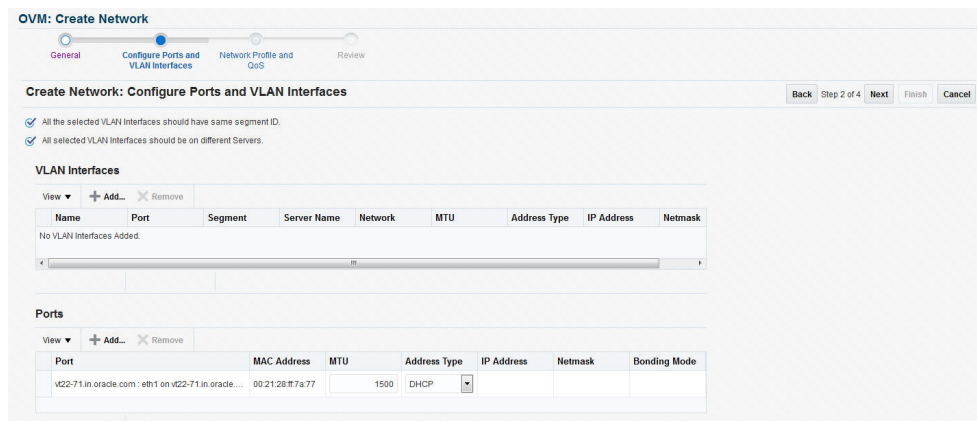 OVM: Create Network
General
Configure Ports and VLAN Interfaces
Network Profile and QoS
Review
Create Network: Configure Ports and VLAN Interfaces
Back Step 2 of 4 Next Finish Cancel
All the selected VLAN Interfaces should have same segment ID.
All selected VLAN Interfaces should be on different Servers.
VLAN Interfaces
View Add... Remove
Name Port Segment Server Name Network MTU Address Type IP Address Netmask
No VLAN Interfaces Added.
Ports
View Add... Remove
Port MAC Address MTU Address Type IP Address Netmask Bonding Mode
vt22-71.in.oracle.com : eth1 on vt22-71.in.oracle.... 00:21:28:ff:7a:77 1500 DHCP